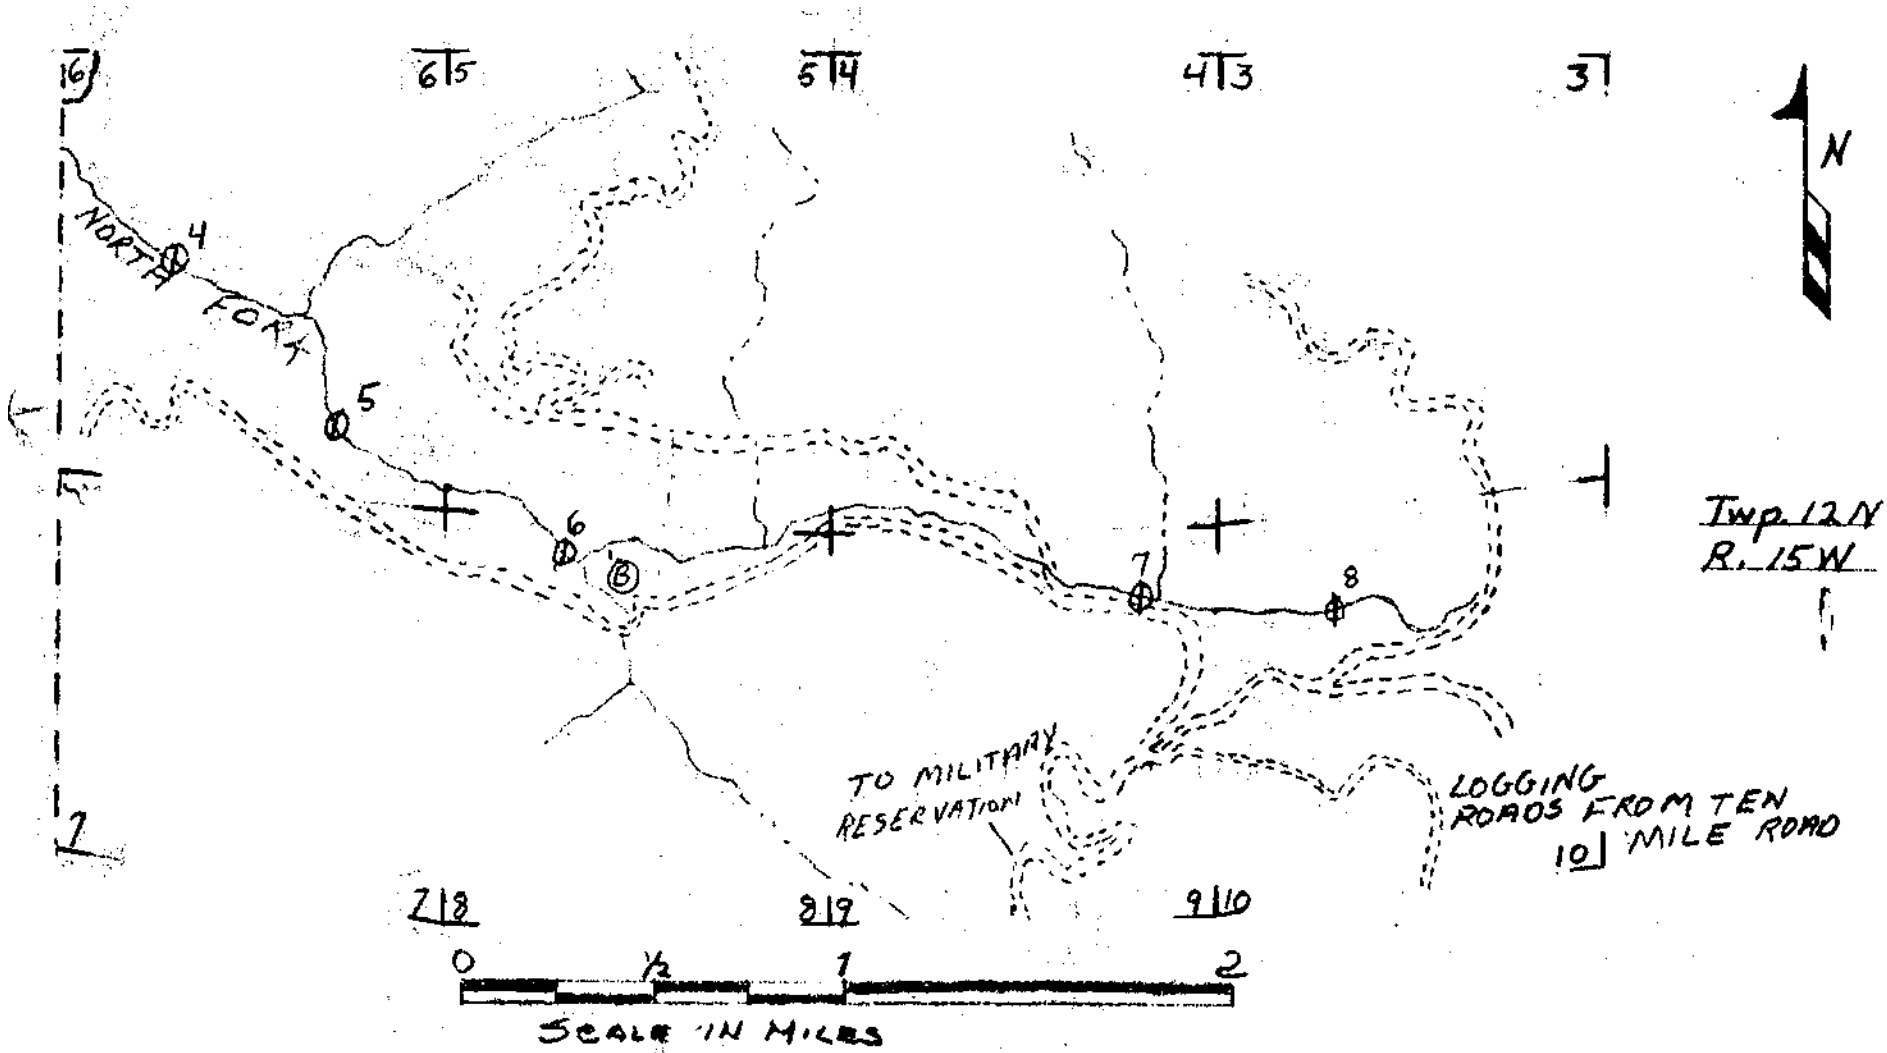 6
6|5
5|4
4|3
3
N
4
NORTH FORK
5
Twp. 12 N
R. 15W
6
B
7
8
TO MILITARY
RESERVATION
LOGGING
ROADS FROM TEN
MILE ROAD
10
7
7|8
8|9
9|10
0 1/2 1 2
SCALE IN MILES